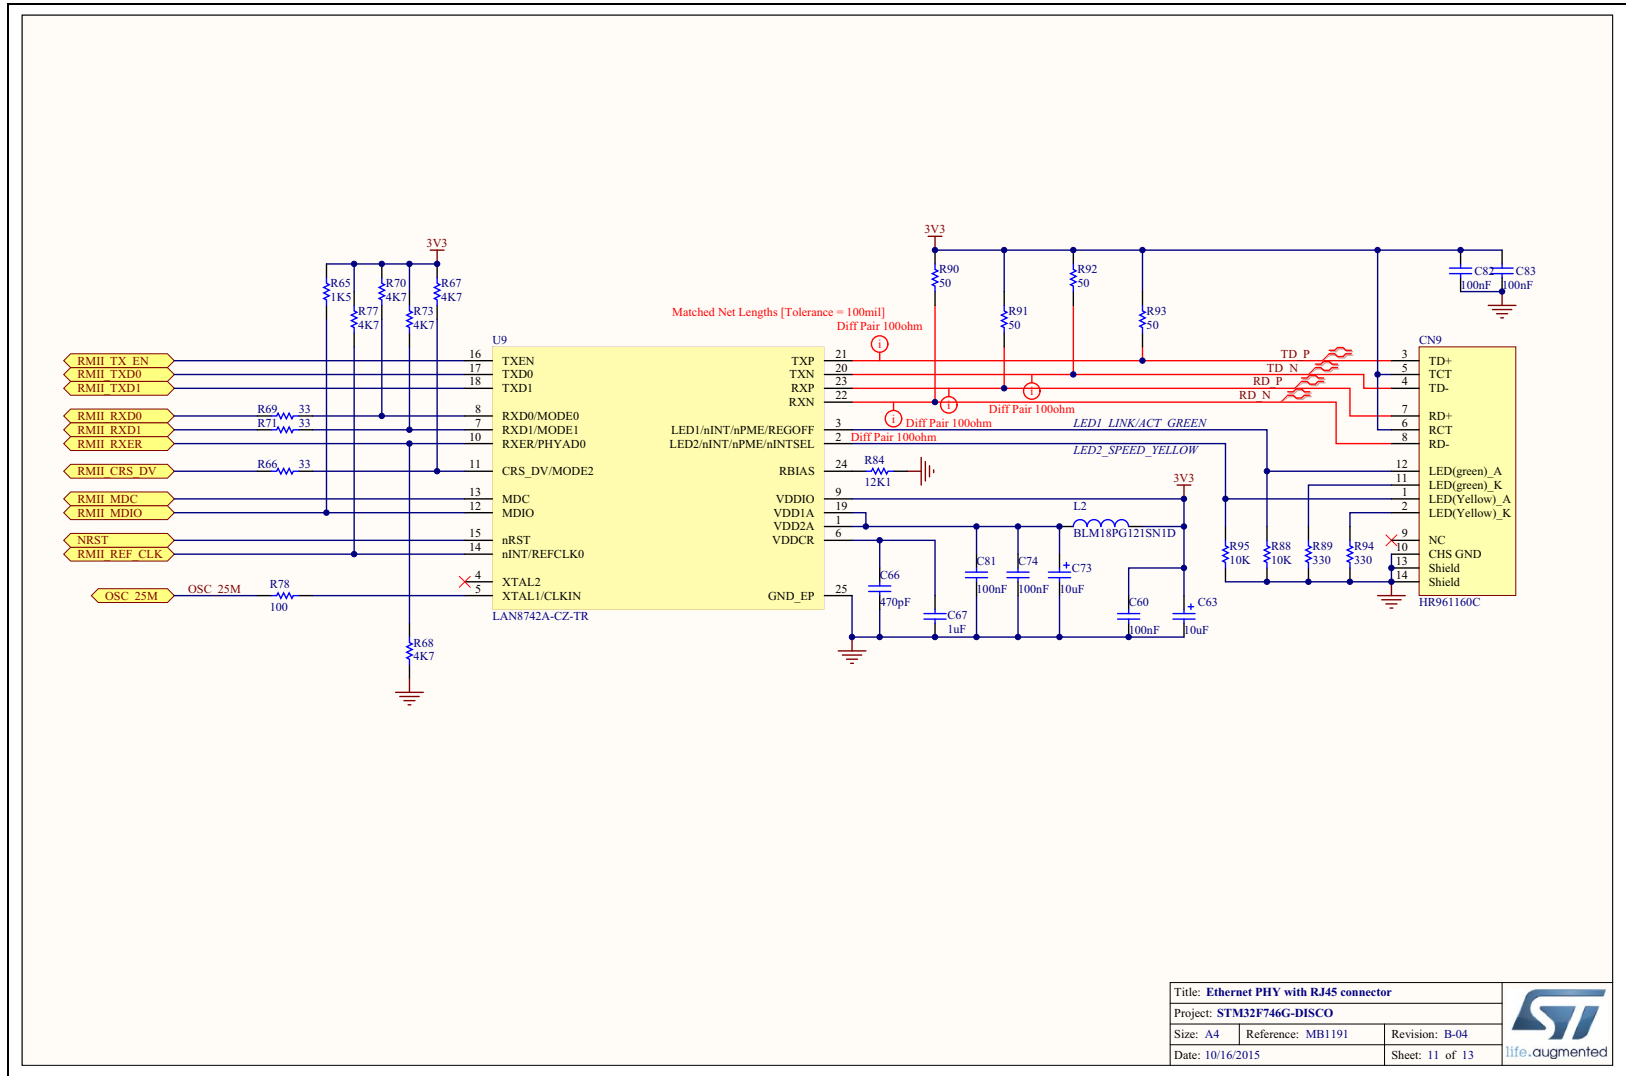 3V3
R65
1K5
R70
4K7
R67
4K7
R77
4K7
R73
4K7
RMII_TX_EN
RMII_TXD0
RMII_TXD1
RMII_RXD0
RMII_RXD1
RMII_RXER
RMII_CRS_DV
RMII_MDC
RMII_MDIO
NRST
RMII_REF_CLK
OSC_25M
OSC_25M
R69 33
R71 33
R66 33
R78
100
R68
4K7
U9
16 TXEN
17 TXD0
18 TXD1
8 RXD0/MODE0
7 RXD1/MODE1
10 RXER/PHYAD0
11 CRS_DV/MODE2
13 MDC
12 MDIO
15 nRST
14 nINT/REFCLK0
4 XTAL2
5 XTAL1/CLKIN
TXP 21
TXN 20
RXP 23
RXN 22
LED1/nINT/nPME/REGOFF 3
LED2/nINT/nPME/nINTSEL 2
RBIAS 24
VDDIO 9
VDD1A 19
VDD2A 1
VDDCR 6
GND_EP 25
LAN8742A-CZ-TR
Matched Net Lengths [Tolerance = 100mil]
Diff Pair 100ohm
i
i
Diff Pair 100ohm
i
i
Diff Pair 100ohm
Diff Pair 100ohm
3V3
R90
50
R92
50
R91
50
R93
50
TD_P
TD_N
RD_P
RD_N
LED1_LINK/ACT_GREEN
LED2_SPEED_YELLOW
R84
12K1
3V3
L2
BLM18PG121SN1D
C66
470pF
C67
1uF
C81
100nF
C74
100nF
+
C73
10uF
C60
100nF
+
C63
10uF
R95
10K
R88
10K
R89
330
R94
330
C82
100nF
C83
100nF
CN9
3 TD+
5 TCT
4 TD-
7 RD+
6 RCT
8 RD-
12 LED(green)_A
11 LED(green)_K
1 LED(Yellow)_A
2 LED(Yellow)_K
9 NC
10 CHS GND
13 Shield
14 Shield
HR961160C
Title: Ethernet PHY with RJ45 connector
Project: STM32F746G-DISCO
Size: A4 Reference: MB1191 Revision: B-04
Date: 10/16/2015 Sheet: 11 of 13
ST
life.augmented